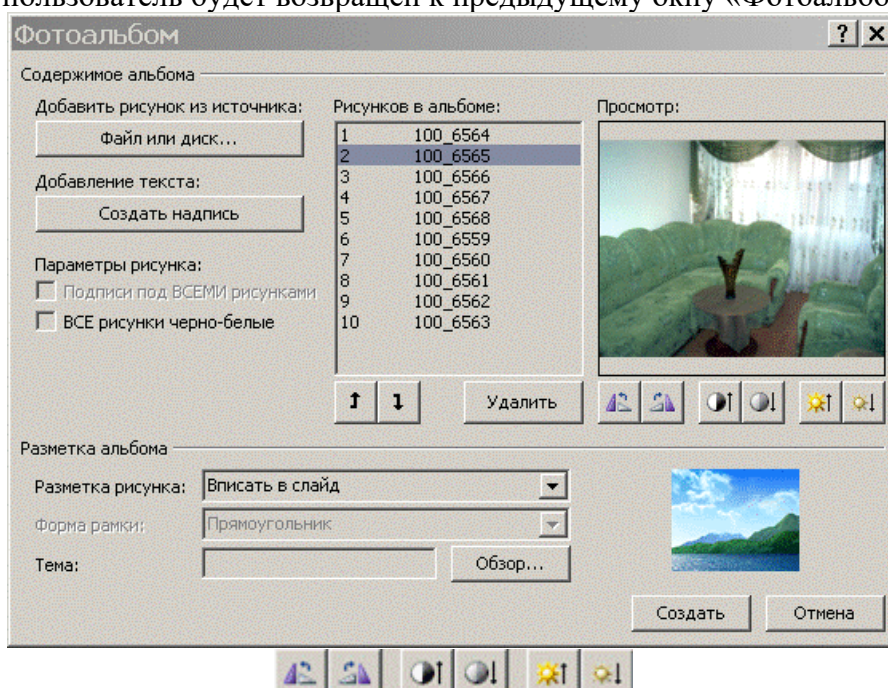 пользователь будет возвращен к предыдущему окну «Фотоальбо
Фотоальбом
Содержимое альбома
Добавить рисунок из источника:
Файл или диск...
Добавление текста:
Создать надпись
Параметры рисунка:
Подписи под ВСЕМИ рисунками
ВСЕ рисунки черно-белые
Рисунков в альбоме:
1 100_6564
2 100_6565
3 100_6566
4 100_6567
5 100_6568
6 100_6559
7 100_6560
8 100_6561
9 100_6562
10 100_6563
Удалить
Просмотр:
Разметка альбома
Разметка рисунка: Вписать в слайд
Форма рамки: Прямоугольник
Тема: Обзор...
Создать Отмена